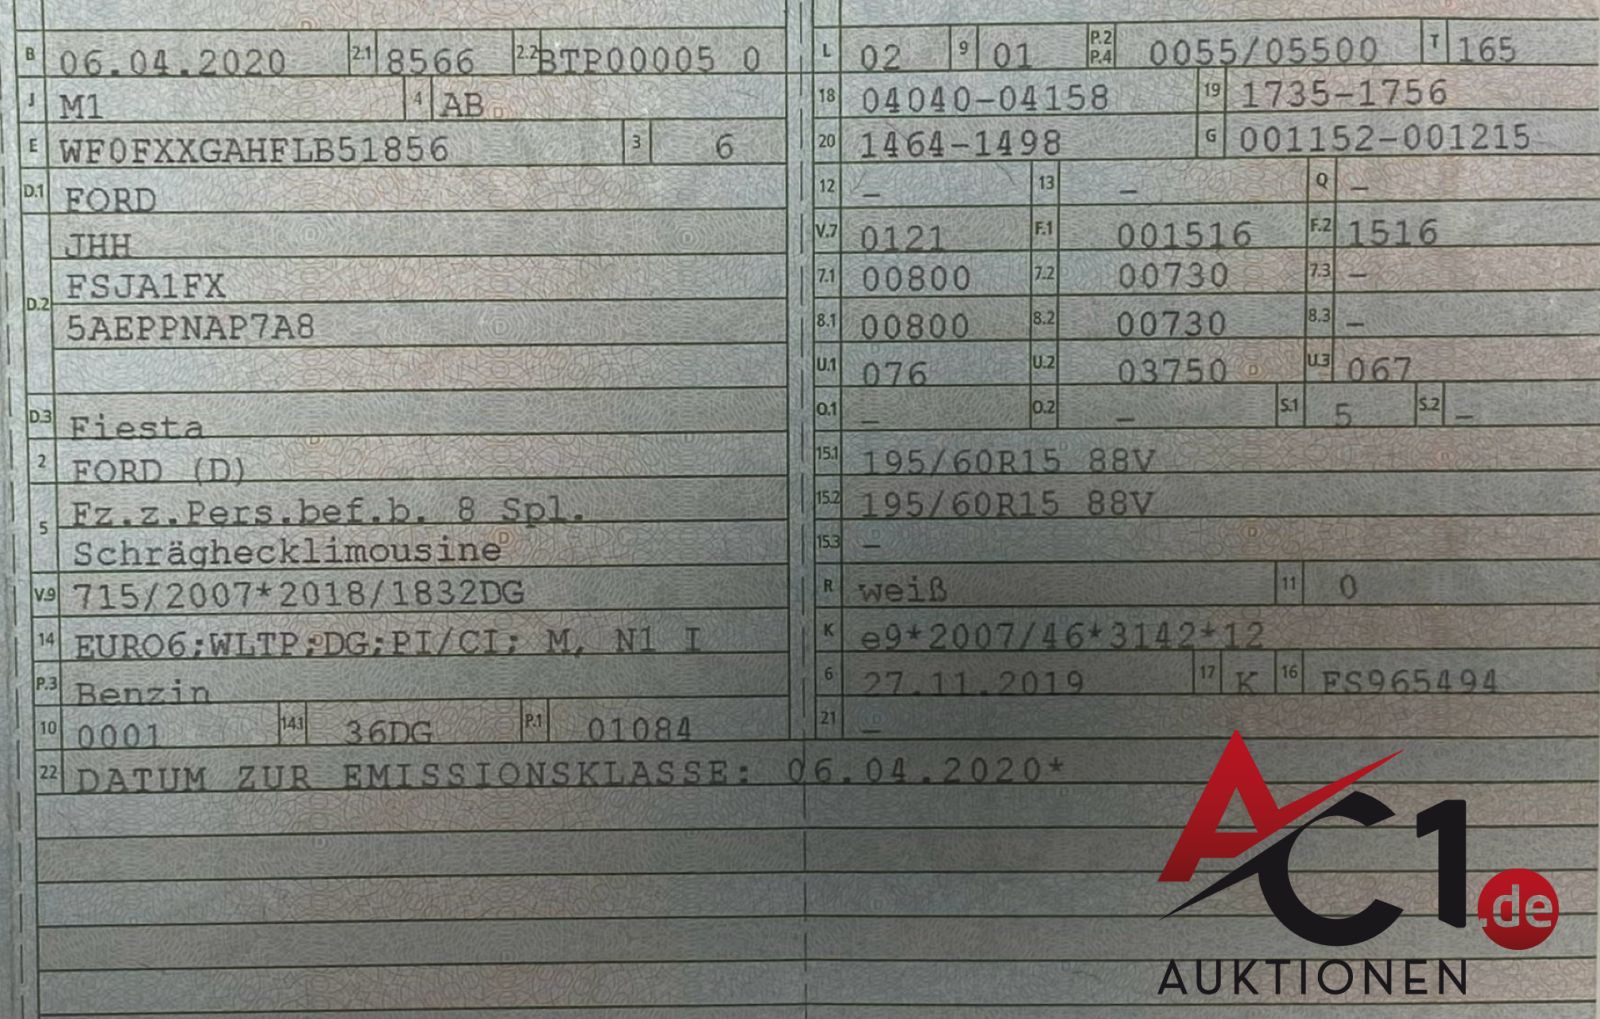 B 06.04.2020 2.1 8566 2.2 BTP00005 0
J M1 4 AB
E WF0FXXGAHFLB51856 3 6
D.1 FORD
JHH
D.2 FSJA1FX
5AEPPNAP7A8
D.3 Fiesta
2 FORD (D)
5 Fz.z.Pers.bef.b. 8 Spl.
Schräghecklimousine
V.9 715/2007*2018/1832DG
14 EURO6;WLTP;DG;PI/CI; M, N1 I
P.3 Benzin
10 0001 14.1 36DG P.1 01084
22 DATUM ZUR EMISSIONSKLASSE: 06.04.2020*
L 02 9 01 P.2 P.4 0055/05500 T 165
18 04040-04158 19 1735-1756
20 1464-1498 G 001152-001215
12 – 13 – Q –
V.7 0121 F.1 001516 F.2 1516
7.1 00800 7.2 00730 7.3 –
8.1 00800 8.2 00730 8.3 –
U.1 076 U.2 03750 U.3 067
O.1 – O.2 – S.1 5 S.2 –
15.1 195/60R15 88V
15.2 195/60R15 88V
15.3 –
R weiß 11 0
K e9*2007/46*3142*12
6 27.11.2019 17 K 16 FS965494
21 –
AC1.de
AUKTIONEN